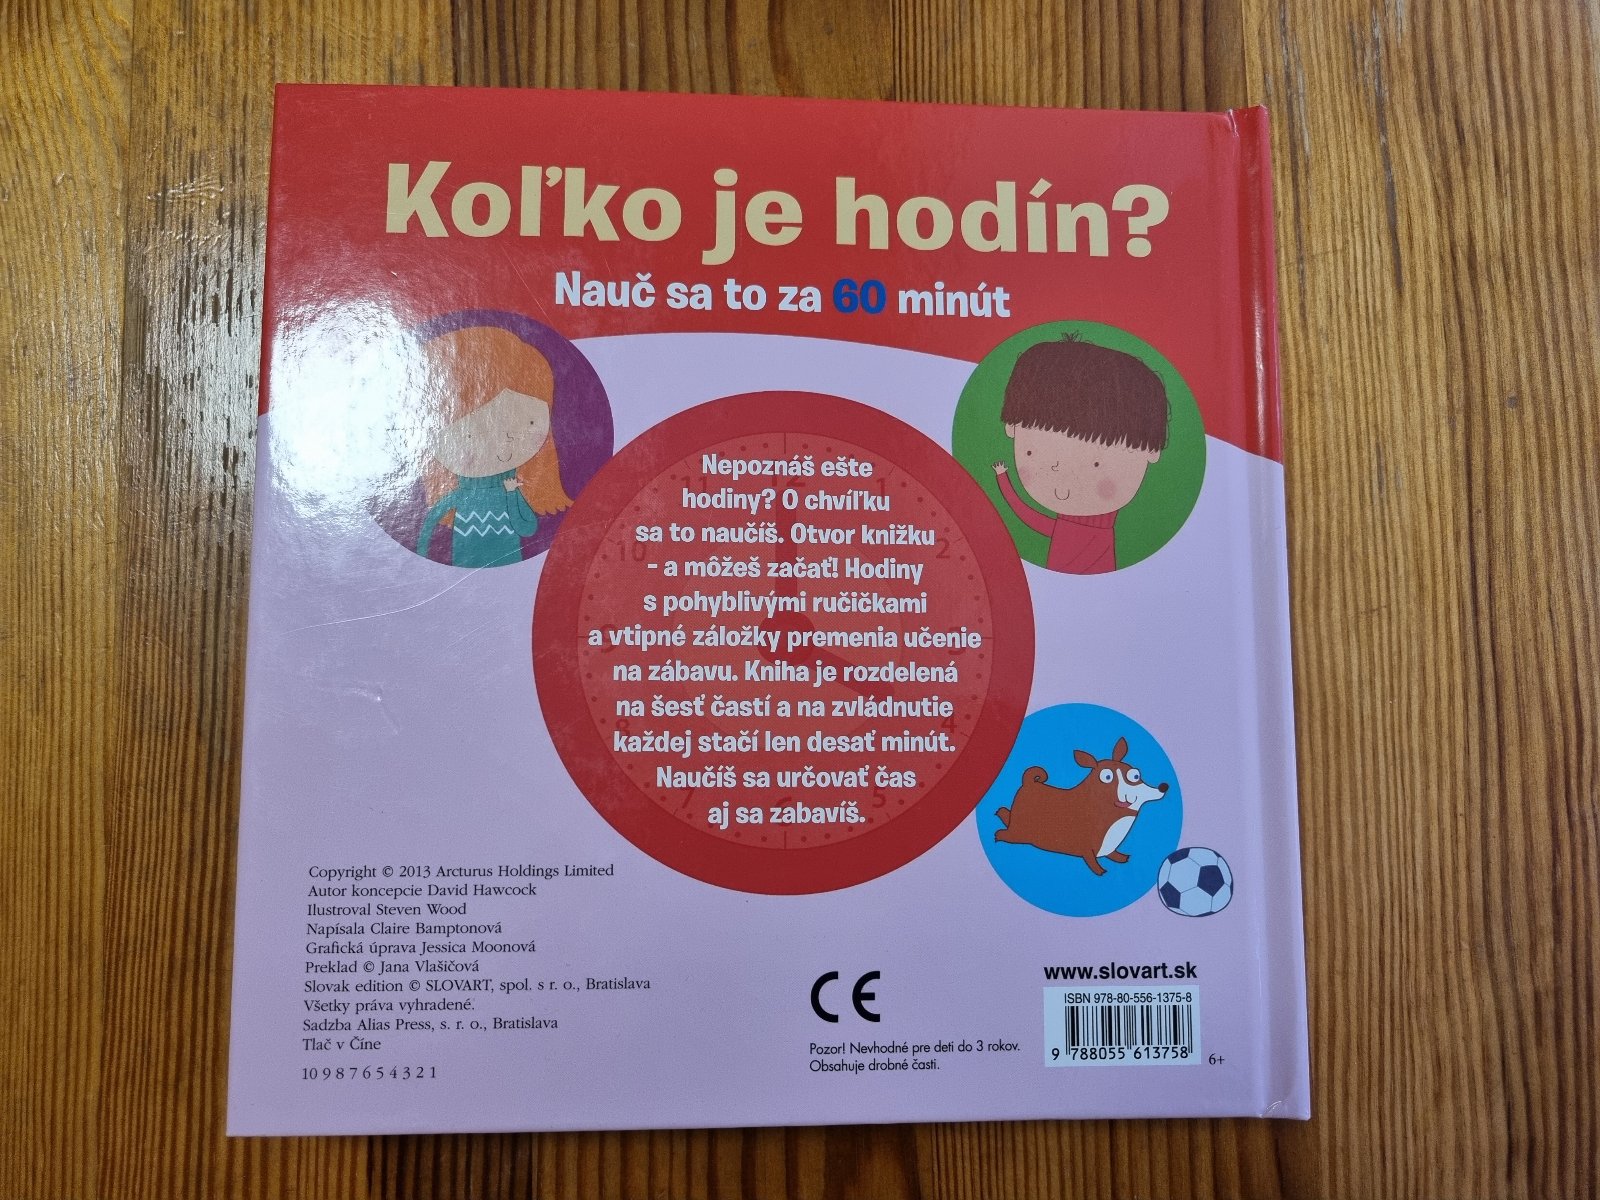 Koľko je hodín?
Nauč sa to za 60 minút
Nepoznáš ešte
hodiny? O chvíľku
sa to naučíš. Otvor knižku
- a môžeš začať! Hodiny
s pohyblivými ručičkami
a vtipné záložky premenia učenie
na zábavu. Kniha je rozdelená
na šesť častí a na zvládnutie
každej stačí len desať minút.
Naučíš sa určovať čas
aj sa zabavíš.
Copyright © 2013 Arcturus Holdings Limited
Autor koncepcie David Hawcock
Ilustroval Steven Wood
Napísala Claire Bamptonová
Grafická úprava Jessica Moonová
Preklad © Jana Vlašičová
Slovak edition © SLOVART, spol. s r. o., Bratislava
Všetky práva vyhradené.
Sadzba Alias Press, s. r. o., Bratislava
Tlač v Číne
10 9 8 7 6 5 4 3 2 1
CE
Pozor! Nevhodné pre deti do 3 rokov.
Obsahuje drobné časti.
www.slovart.sk
ISBN 978-80-556-1375-8
9 788055 613758
6+